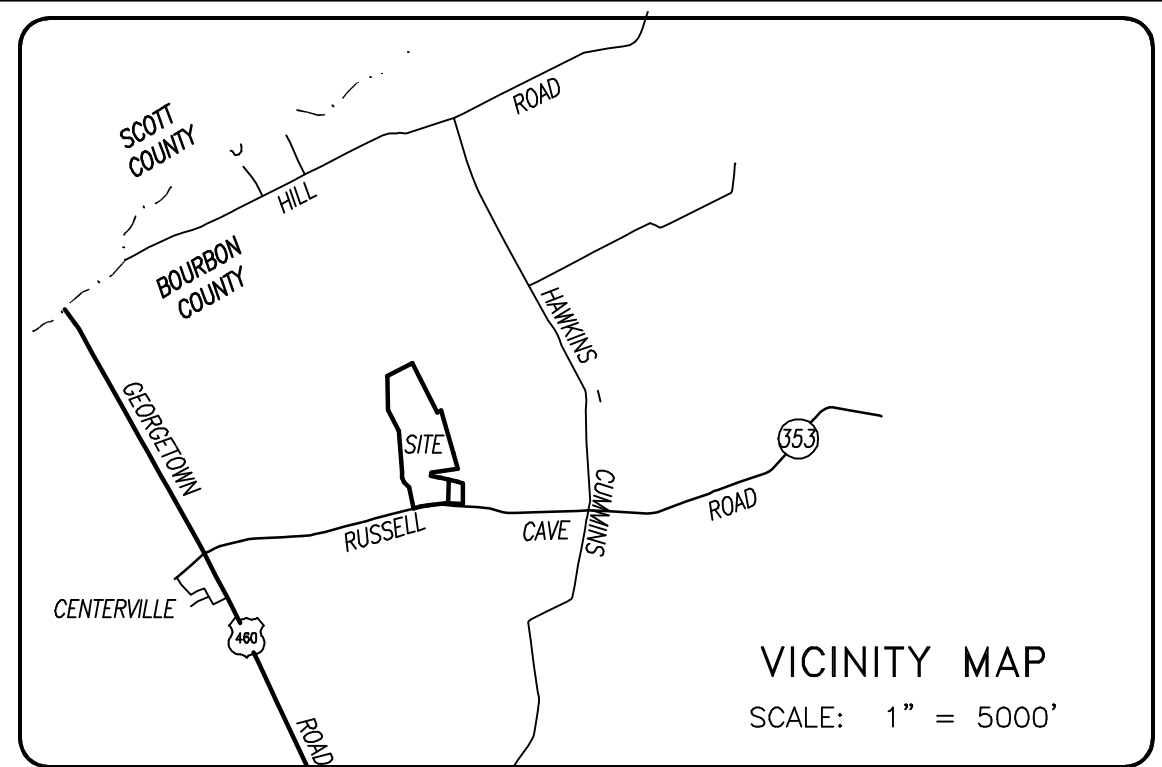 ROAD
SCOTT
COUNTY
HILL
BOURBON
COUNTY
HAWKINS -
CUMMINS
GEORGETOWN
SITE
353
RUSSELL
CAVE
ROAD
CENTERVILLE
460
ROAD
VICINITY MAP
SCALE: 1" = 5000'